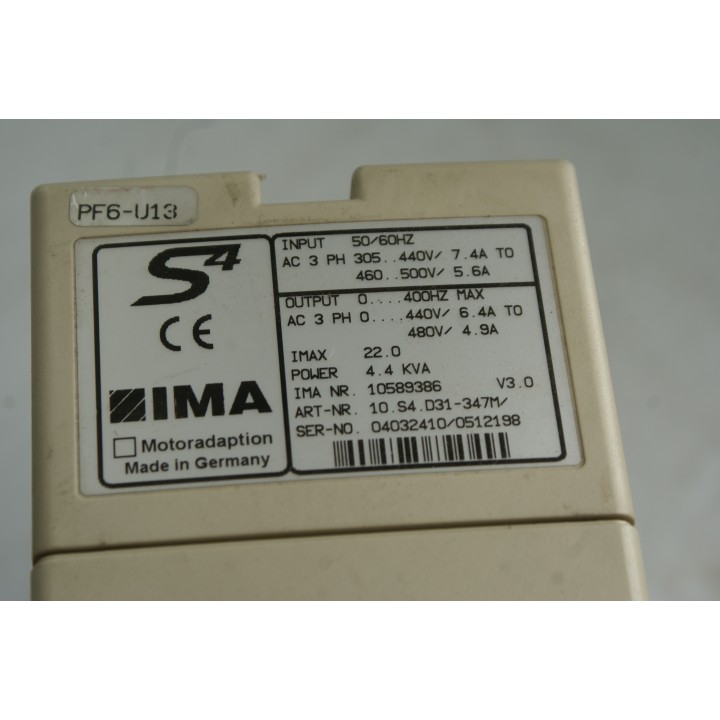 PF6-U13
S4
CE
IMA
Motoradaption
Made in Germany
INPUT 50/60HZ
AC 3 PH 305..440V/ 7.4A TO
460..500V/ 5.6A
OUTPUT 0....400HZ MAX
AC 3 PH 0....440V/ 6.4A TO
480V/ 4.9A
IMAX 22.0
POWER 4.4 KVA
IMA NR. 10589386 V3.0
ART-NR. 10.S4.D31-347M/
SER-NO. 04032410/0512198